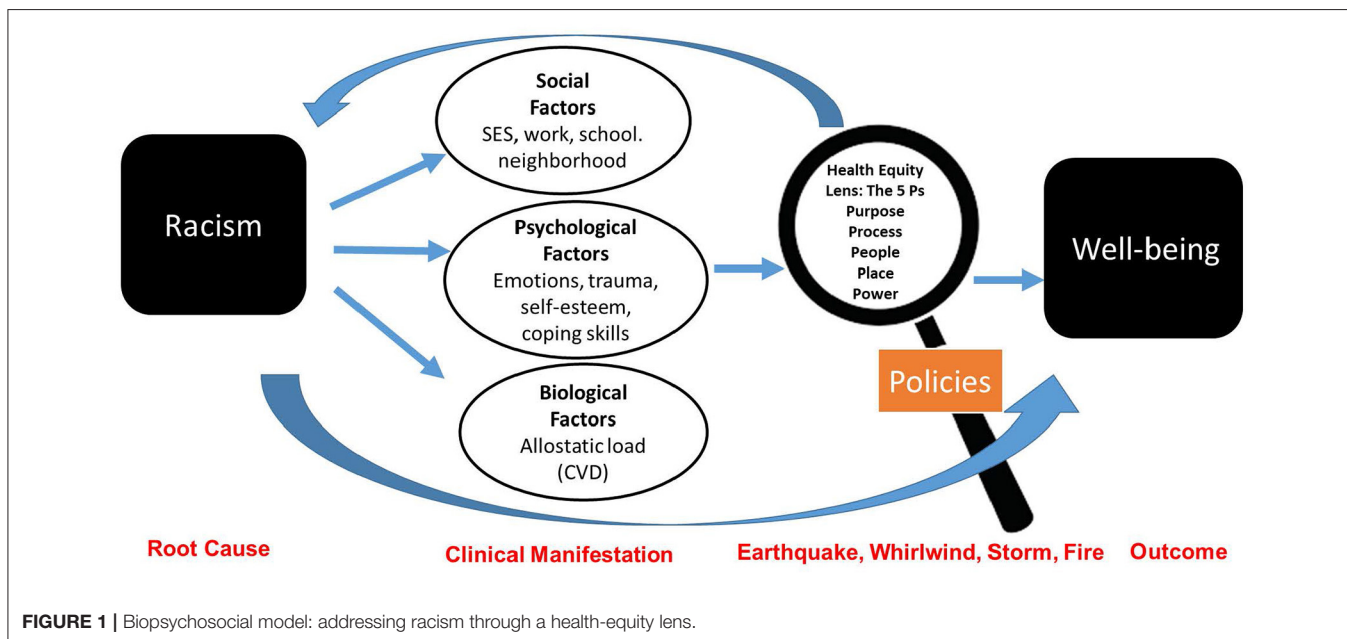 Racism
Social
Factors
SES, work, school.
neighborhood
Psychological
Factors
Emotions, trauma,
self-esteem,
coping skills
Biological
Factors
Allostatic load
(CVD)
Health Equity
Lens: The 5 Ps
Purpose
Process
People
Place
Power
Policies
Well-being
Root Cause
Clinical Manifestation
Earthquake, Whirlwind, Storm, Fire
Outcome
FIGURE 1 | Biopsychosocial model: addressing racism through a health-equity lens.